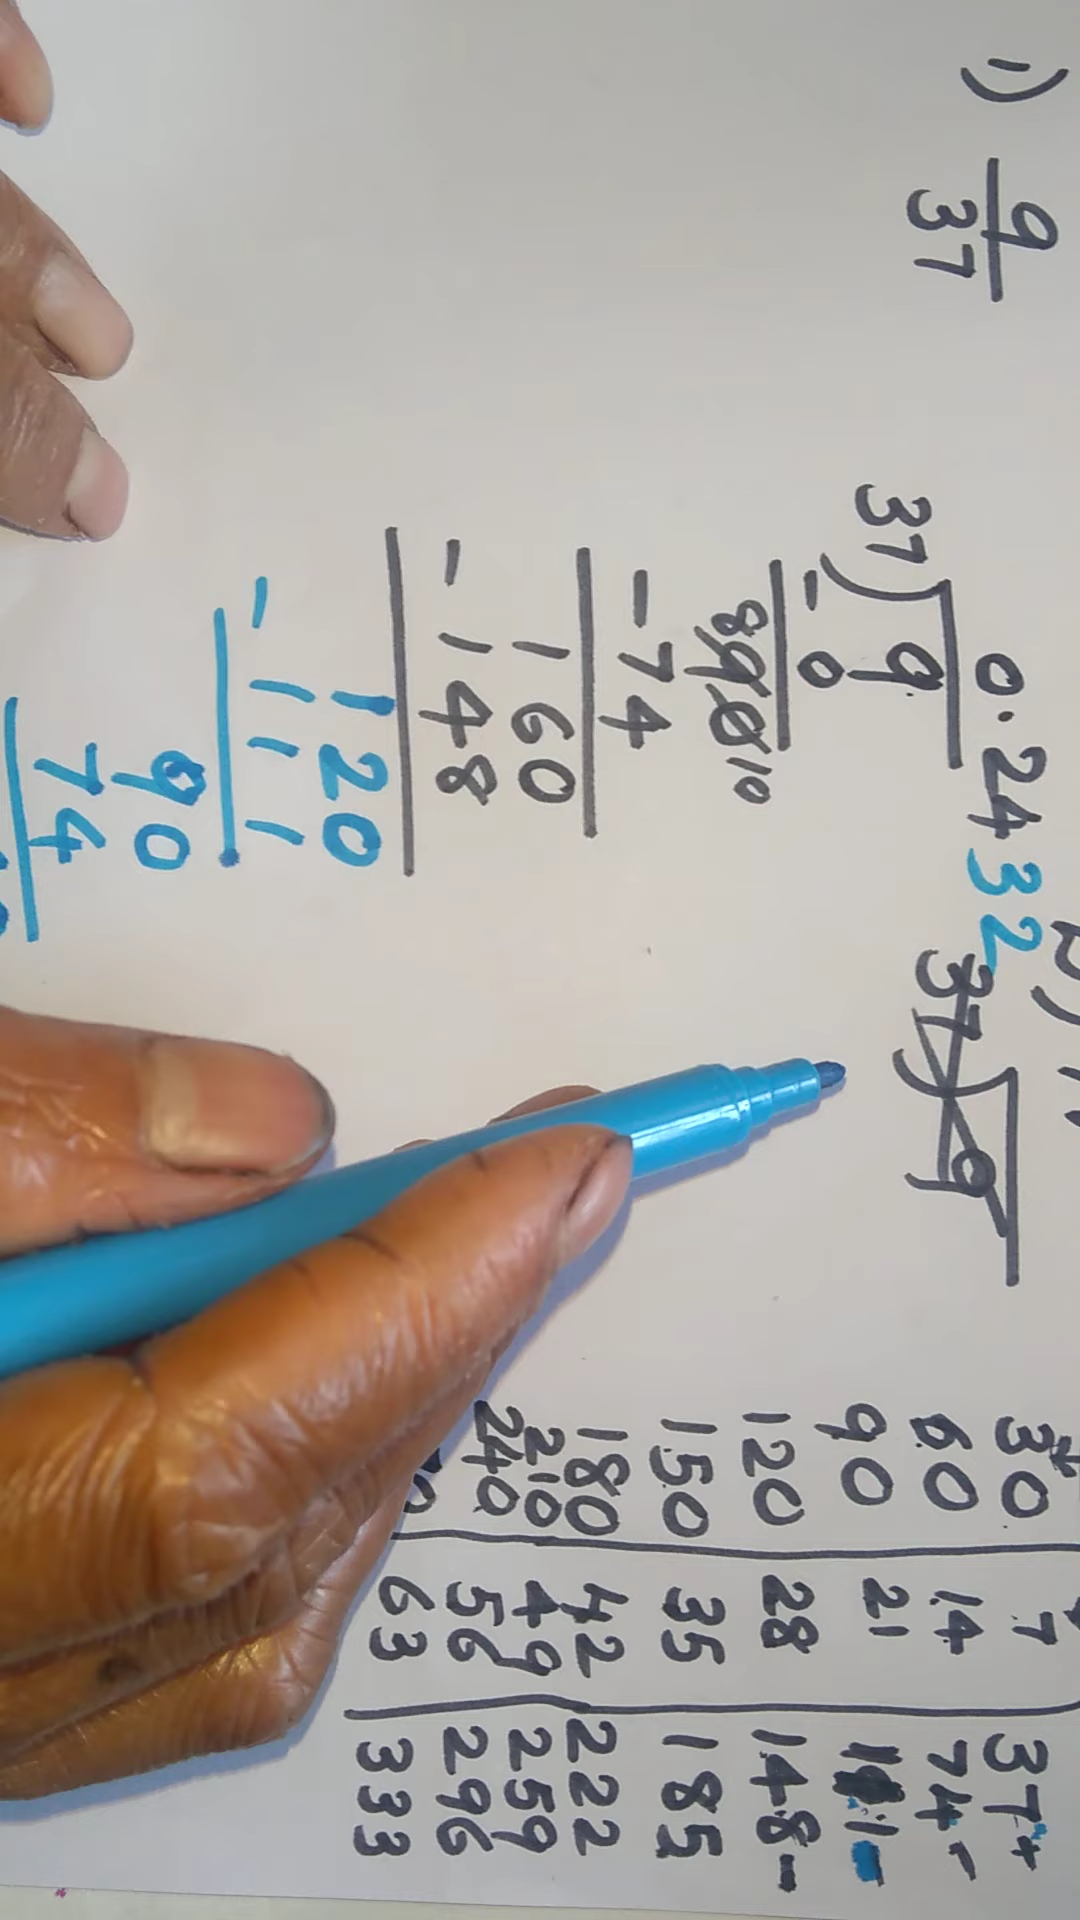 1) 9
37
0.2432
37)9
- 0
89010
- 74
160
- 148
120
- 111
90
74
37)9
30 7 37+
60 14 74-
90 21 111-
120 28 148-
150 35 185
180 42 222
210 49 259
240 56 296
63 333